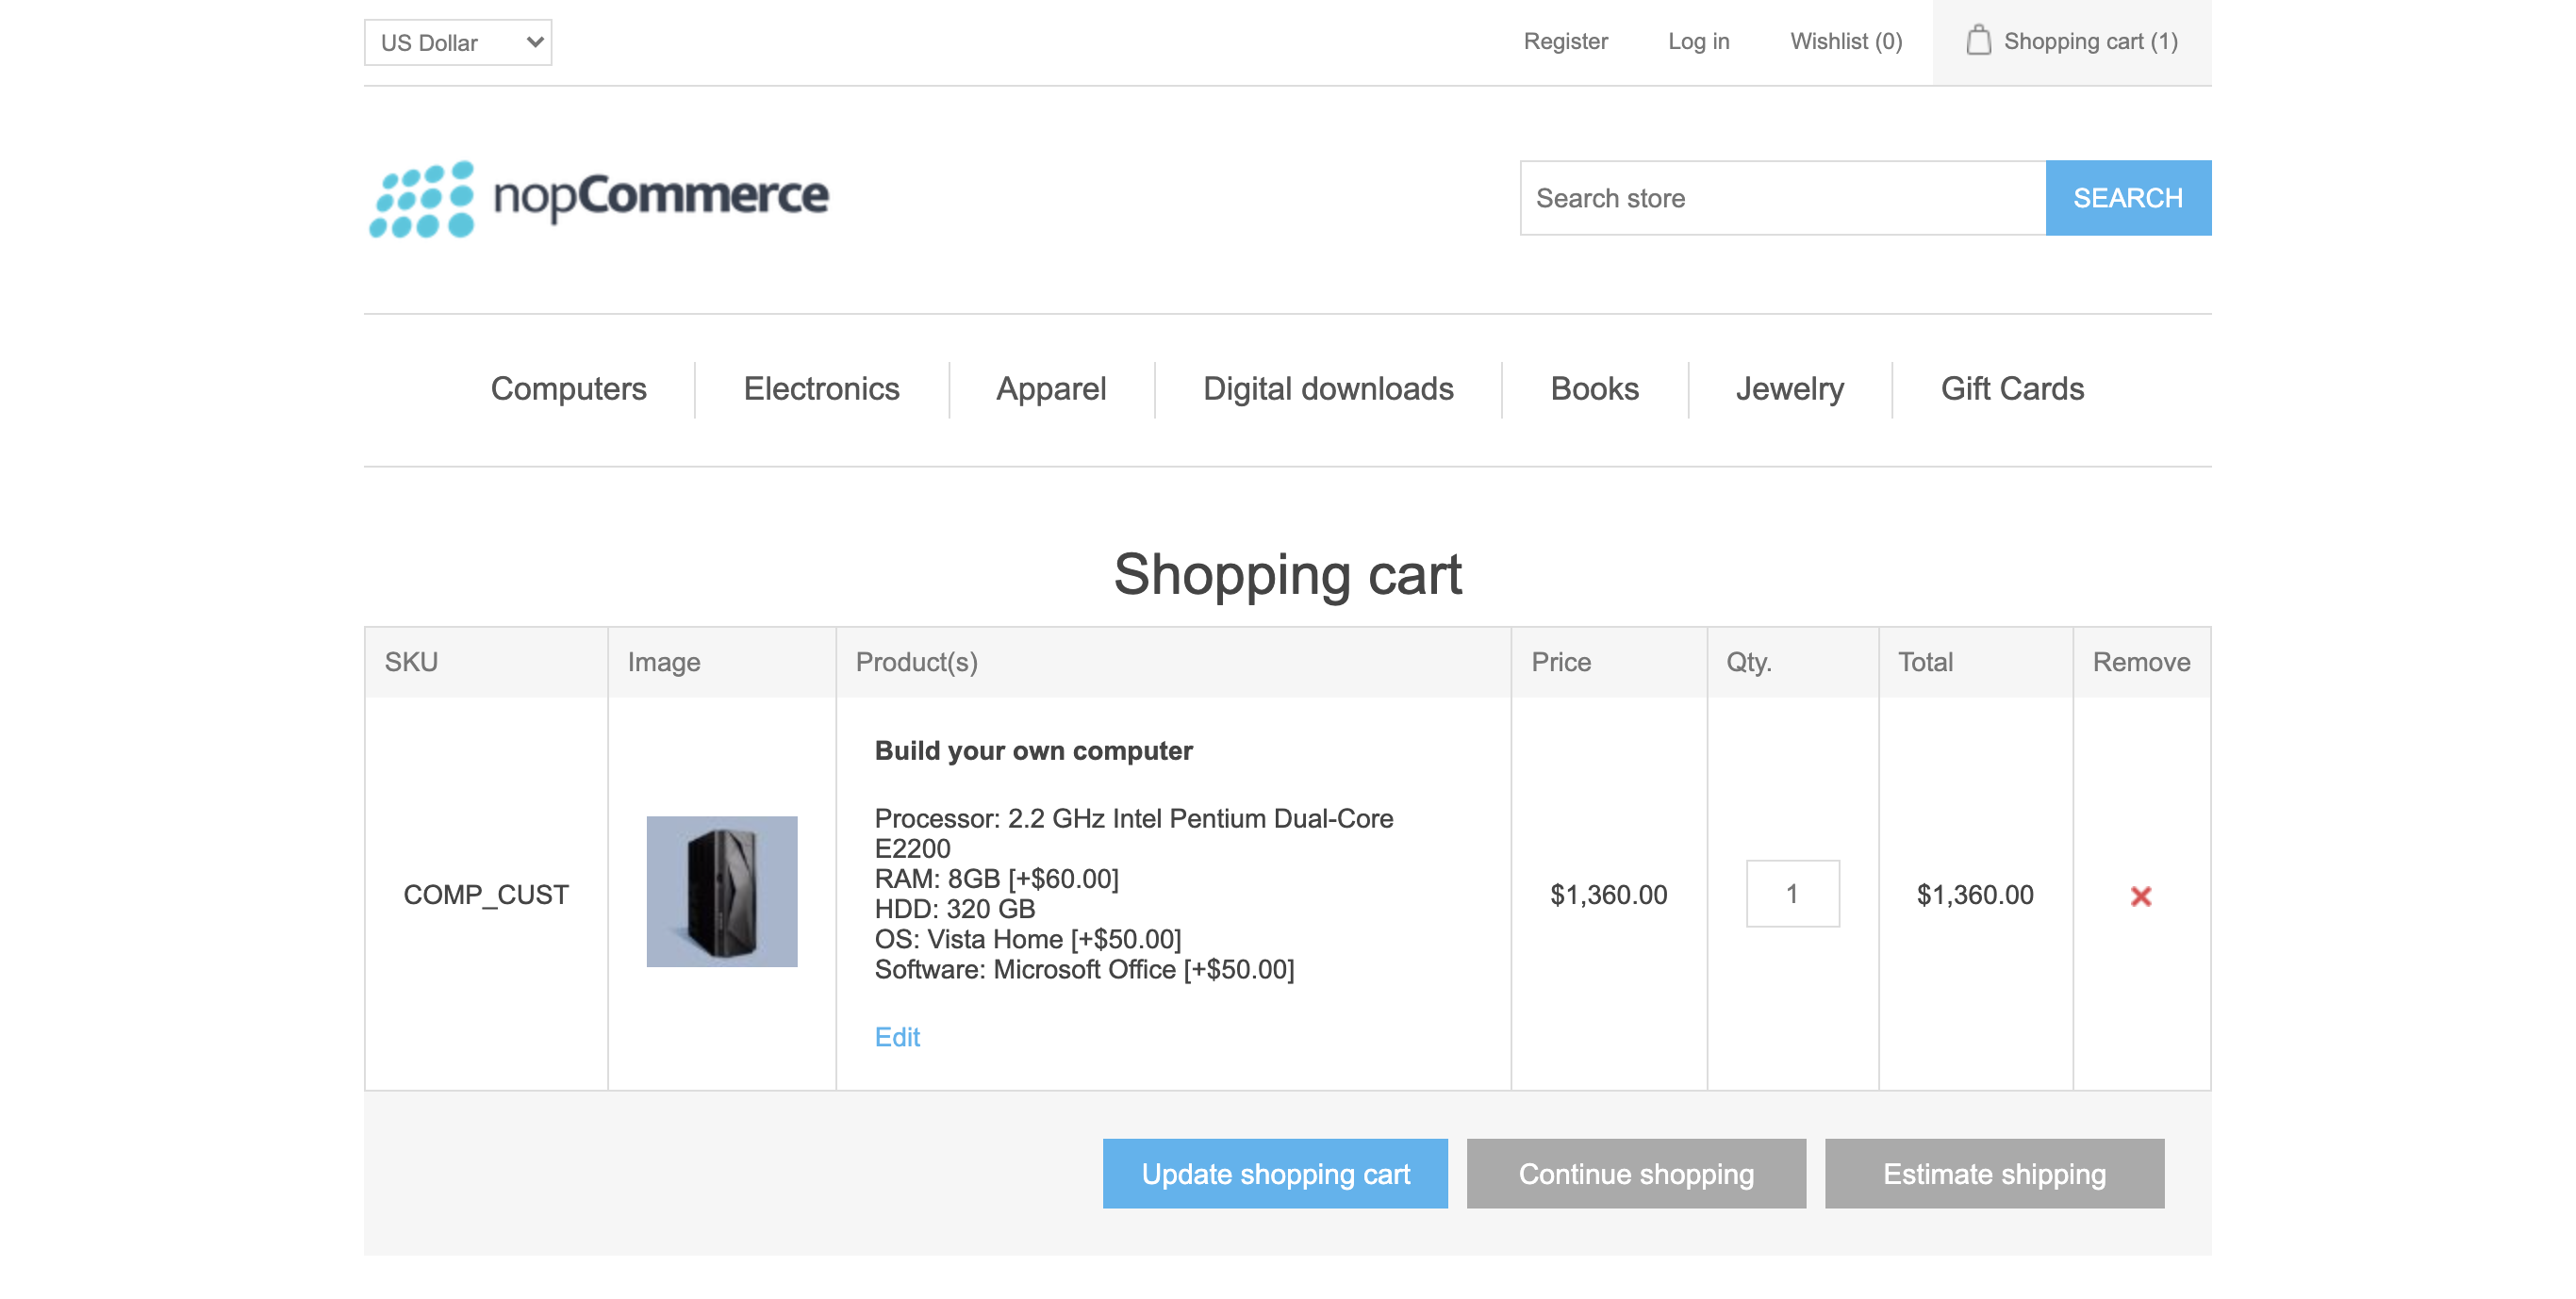 US Dollar
Register
Log in
Wishlist (0)
Shopping cart (1)
nopCommerce
Search store
SEARCH
Computers
Electronics
Apparel
Digital downloads
Books
Jewelry
Gift Cards
Shopping cart
SKU
Image
Product(s)
Price
Qty.
Total
Remove
COMP_CUST
Build your own computer
Processor: 2.2 GHz Intel Pentium Dual-Core
E2200
RAM: 8GB [+$60.00]
HDD: 320 GB
OS: Vista Home [+$50.00]
Software: Microsoft Office [+$50.00]
Edit
$1,360.00
1
$1,360.00
Update shopping cart
Continue shopping
Estimate shipping